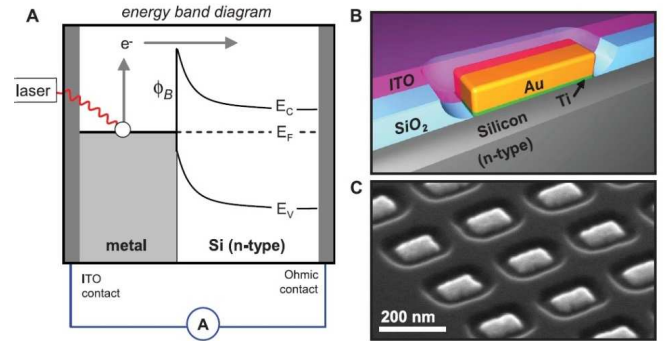 A
energy band diagram
e-
laser
ϕB
EC
EF
EV
metal
Si (n-type)
ITO
contact
Ohmic
contact
A
B
ITO
Au
Ti
SiO2
Silicon
(n-type)
C
200 nm